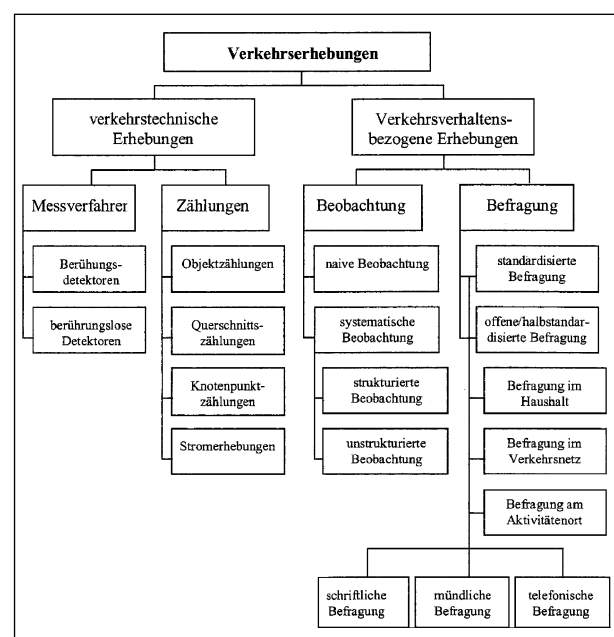 Verkehrserhebungen
verkehrstechnische
Erhebungen
Verkehrsverhaltens-
bezogene Erhebungen
Messverfahrer
Zählungen
Beobachtung
Befragung
Berühungs-
detektoren
berührungslose
Detektoren
Objektzählungen
Querschnitts-
zählungen
Knotenpunkt-
zählungen
Stromerhebungen
naive Beobachtung
systematische
Beobachtung
strukturierte
Beobachtung
unstrukturierte
Beobachtung
standardisierte
Befragung
offene/halbstandar-
disierte Befragung
Befragung im
Haushalt
Befragung im
Verkehrsnetz
Befragung am
Aktivitätenort
schriftliche
Befragung
mündliche
Befragung
telefonische
Befragung